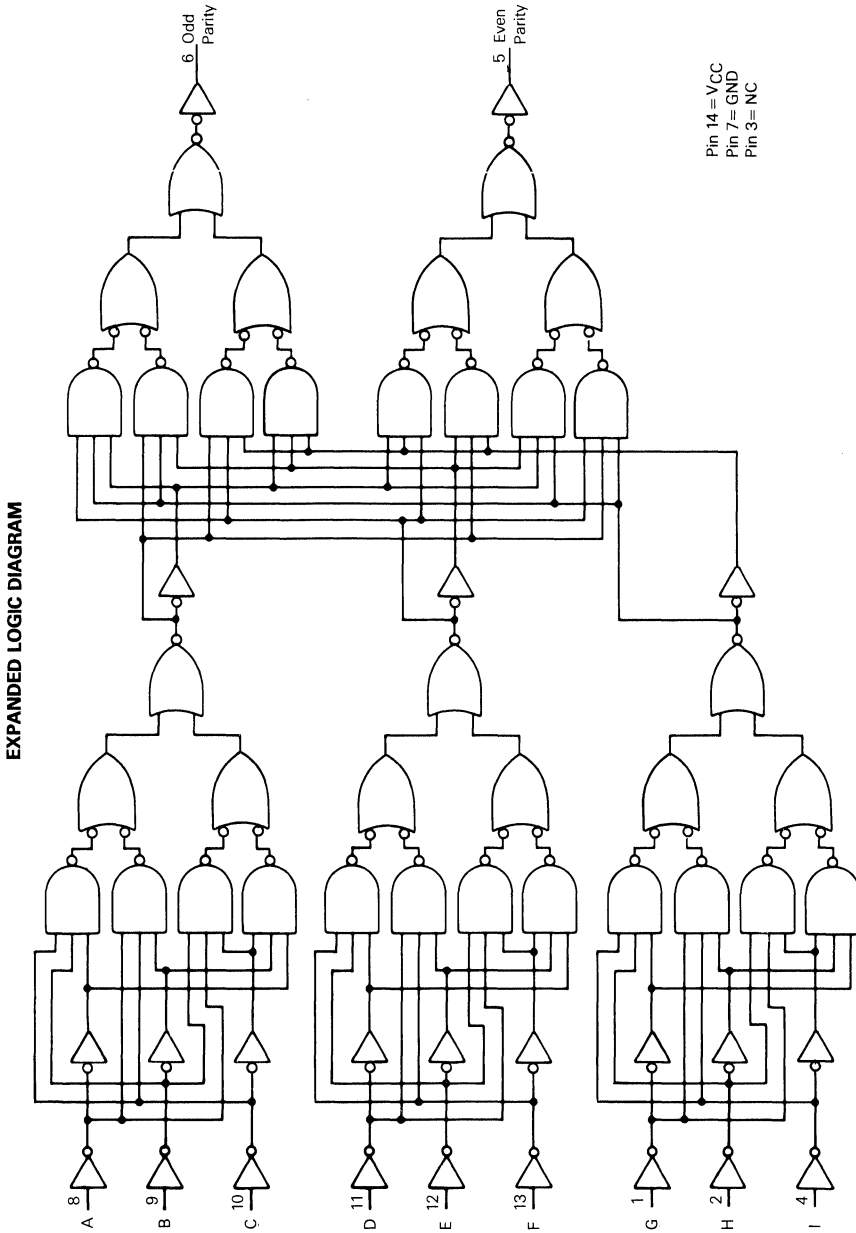 EXPANDED LOGIC DIAGRAM
A 8
B 9
C 10
D 11
E 12
F 13
G 1
H 2
I 4
6 Odd
Parity
5 Even
Parity
Pin 14 = VCC
Pin 7 = GND
Pin 3 = NC